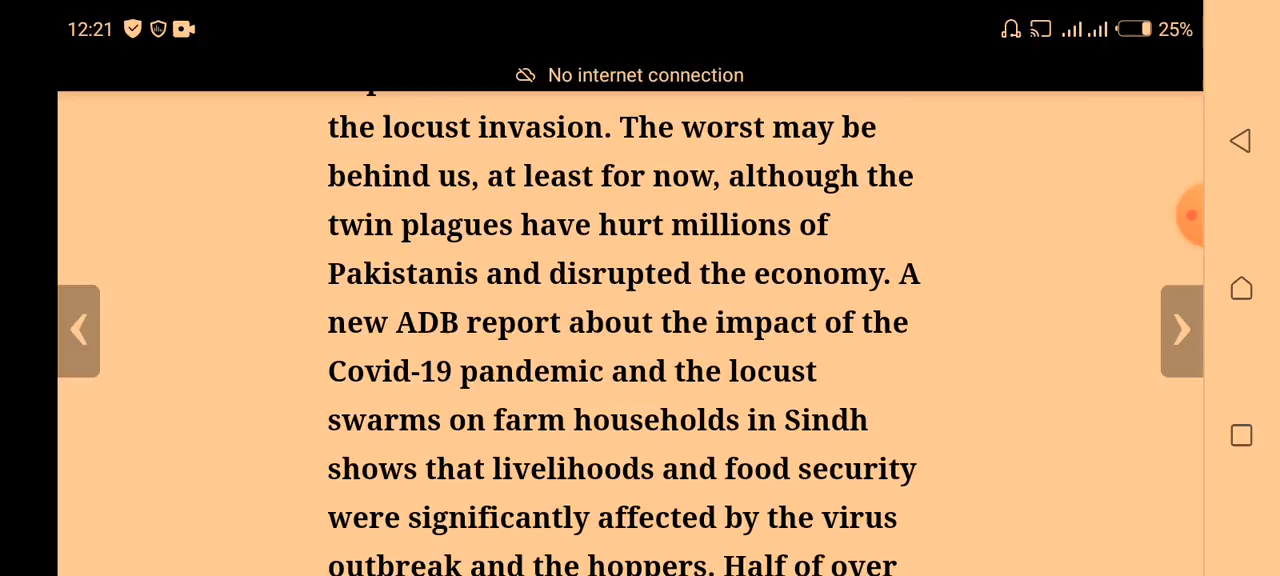 12:21
25%
No internet connection
the locust invasion. The worst may be
behind us, at least for now, although the
twin plagues have hurt millions of
Pakistanis and disrupted the economy. A
new ADB report about the impact of the
Covid-19 pandemic and the locust
swarms on farm households in Sindh
shows that livelihoods and food security
were significantly affected by the virus
outbreak and the hoppers. Half of over